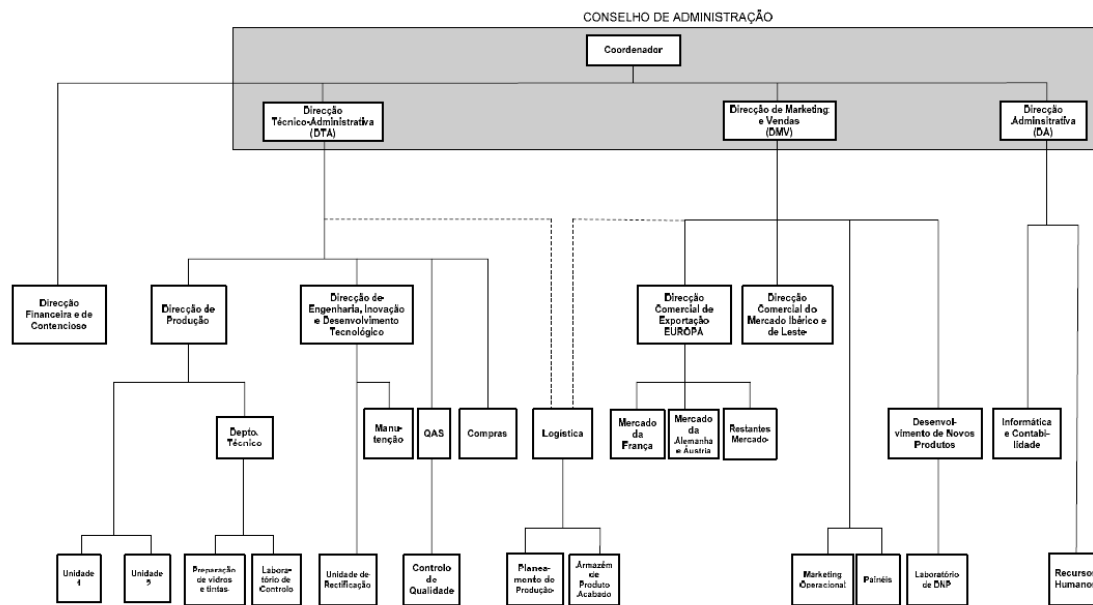 CONSELHO DE ADMINISTRAÇÃO
Coordenador
Direcção
Técnico-Administrativa
(DTA)
Direcção de Marketing
e Vendas
(DMV)
Direcção
Adminsitrativa
(DA)
Direcção
Financeira e de
Contencioso
Direcção de
Produção
Direcção de
Engenharia, Inovação
e Desenvolvimento
Tecnológico
Direcção
Comercial de
Exportação
EUROPA
Direcção
Comercial do
Mercado Ibérico e
de Leste
Depto.
Técnico
Manu-
tenção
QAS
Compras
Logística
Mercado
da
França
Mercado
da
Alemanha
e Áustria
Restantes
Mercado
Desenvol-
vimento de Novos
Produtos
Informática
e Contabi-
lidade
Unidade
Unidade
Preparação
de vidros
e tintas
Labora-
tório de
Controlo
Unidade de
Rectificação
Controlo
de
Qualidade
Planea-
mento de
Produção
Armazém
de
Produto
Acabado
Marketing
Operacional
Painéis
Laboratório
de DNP
Recursos
Humanos